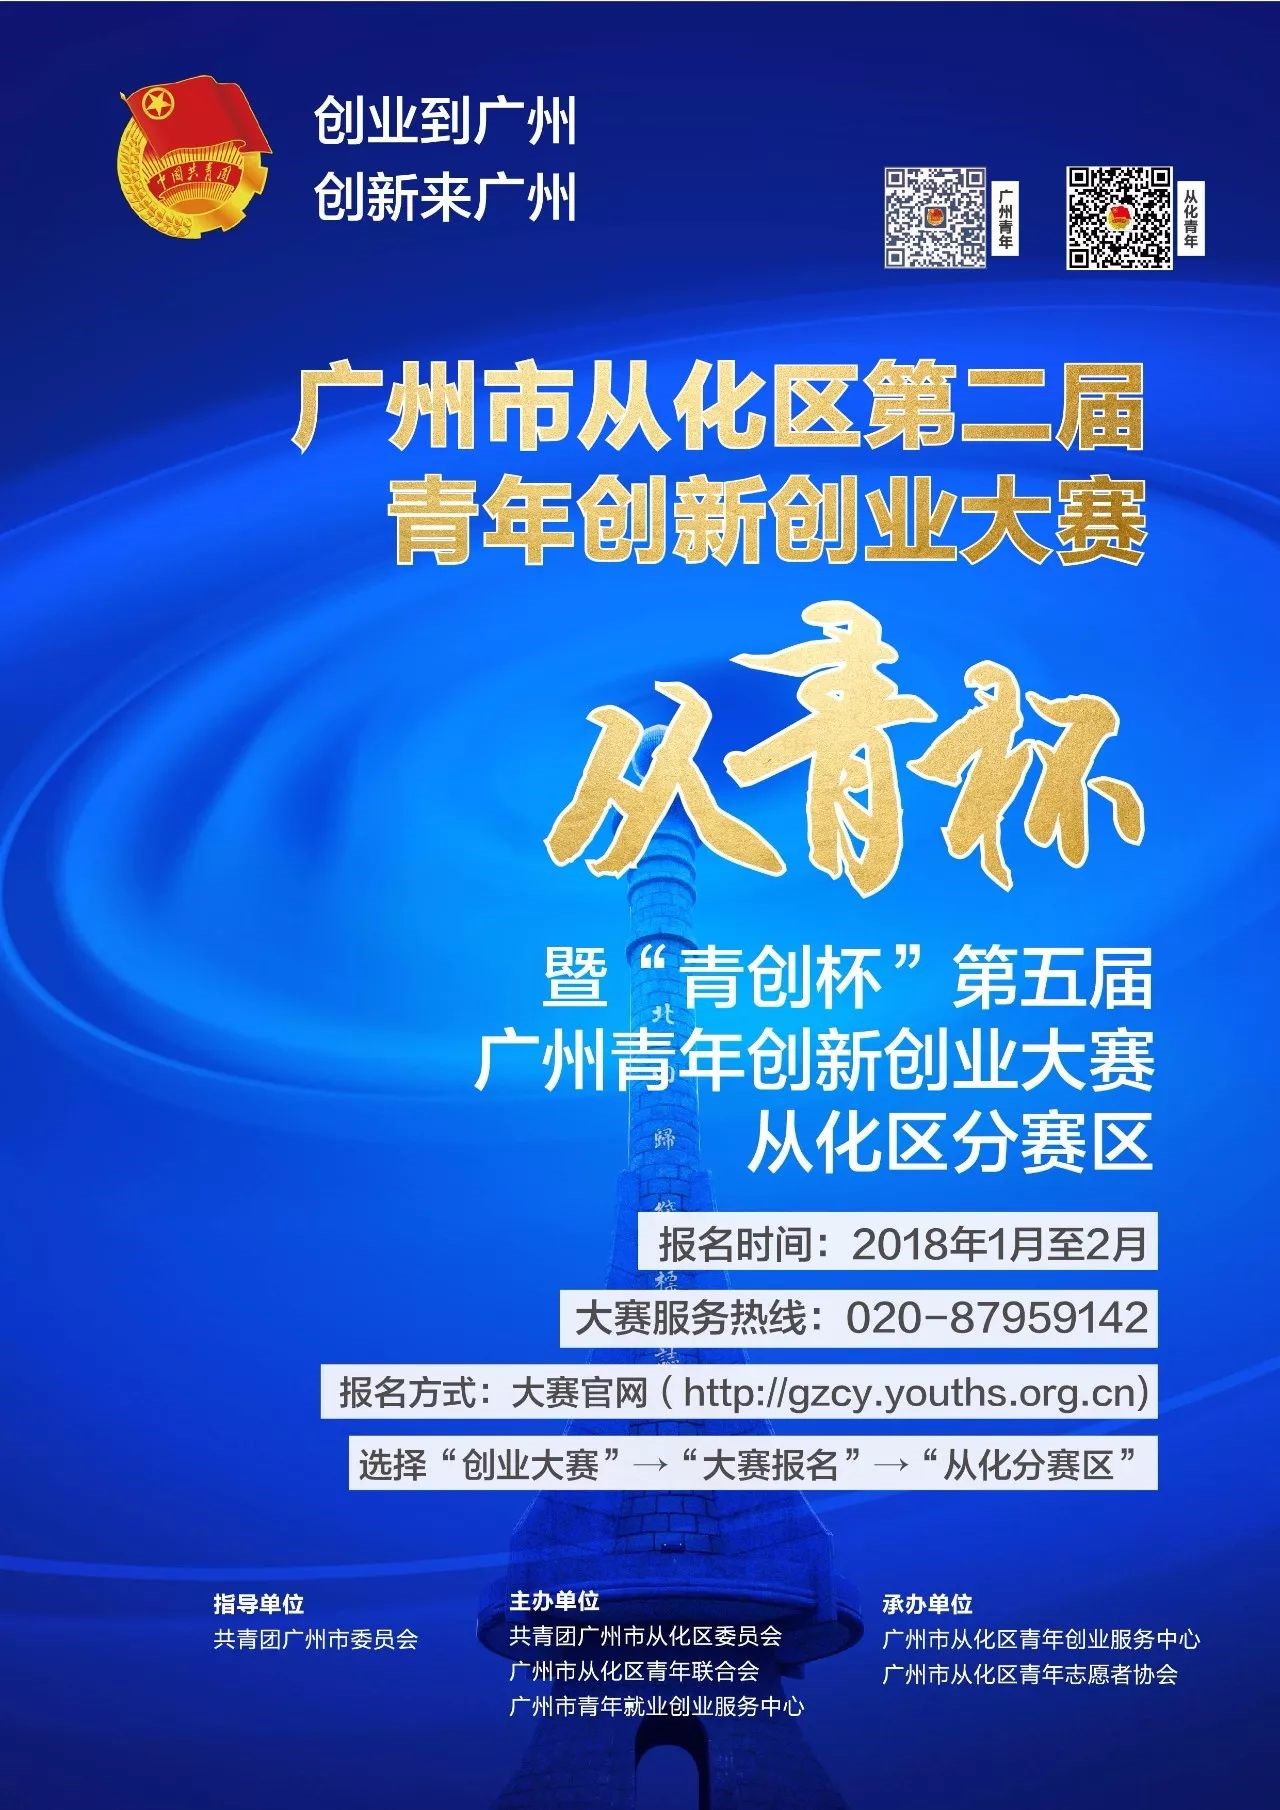 中国共青团
创业到广州
创新来广州
广州青年
从化青年
广州市从化区第二届
青年创新创业大赛
从青杯
暨“青创杯”第五届
广州青年创新创业大赛
从化区分赛区
北
歸
標
誌
报名时间：2018年1月至2月
大赛服务热线：020-87959142
报名方式：大赛官网（http://gzcy.youths.org.cn)
选择“创业大赛”→“大赛报名”→“从化分赛区”
指导单位
共青团广州市委员会
主办单位
共青团广州市从化区委员会
广州市从化区青年联合会
广州市青年就业创业服务中心
承办单位
广州市从化区青年创业服务中心
广州市从化区青年志愿者协会